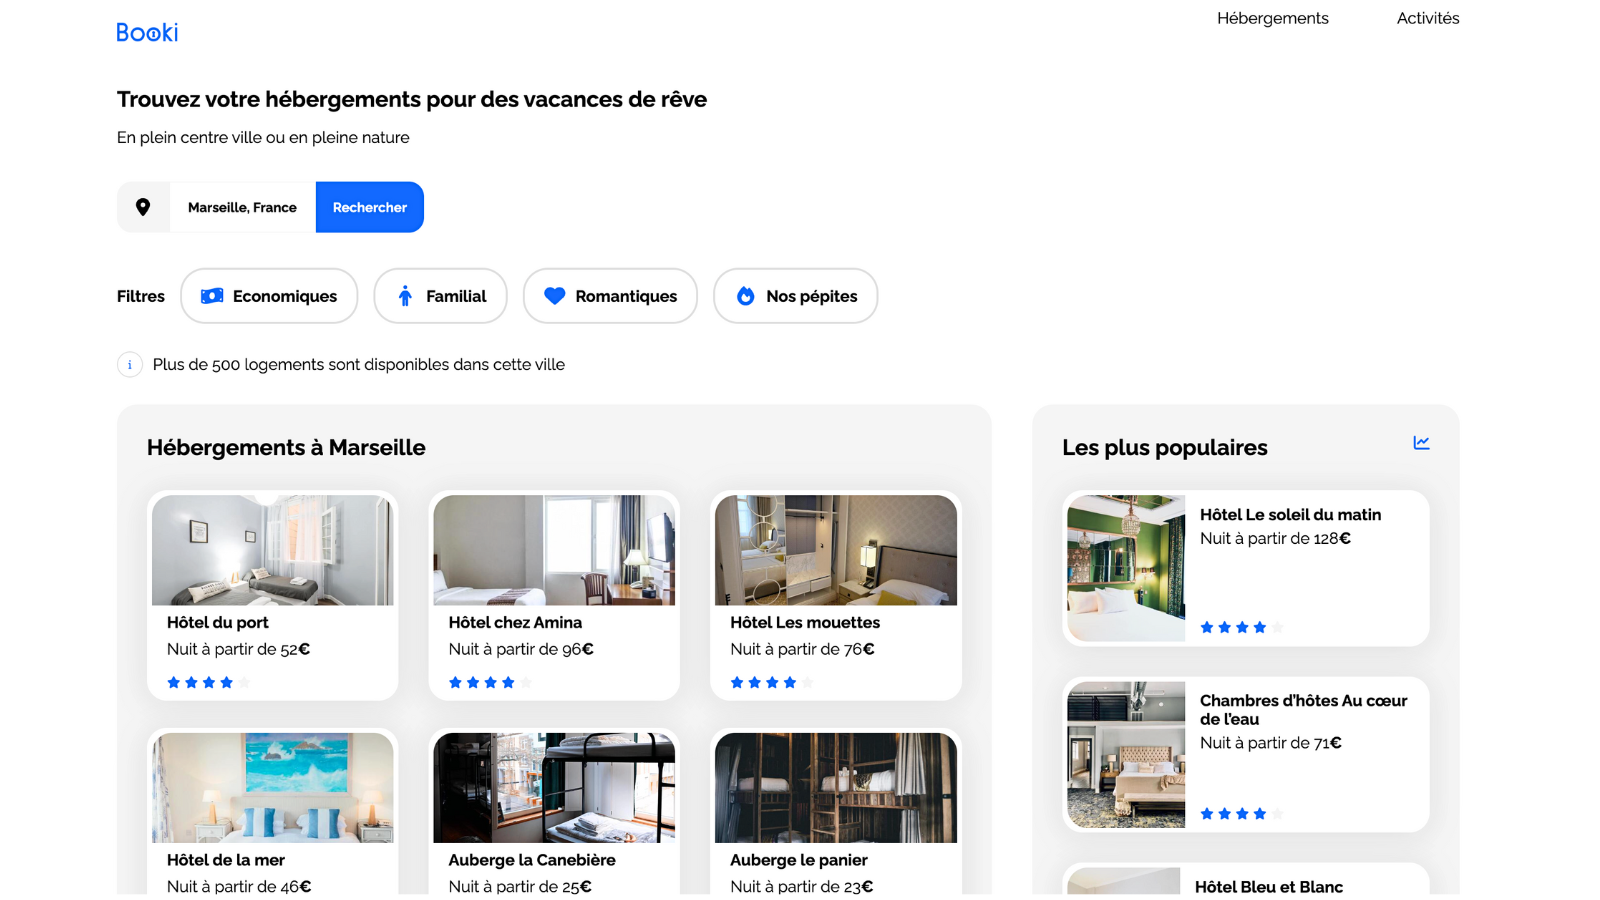 Booki
Hébergements
Activités
Trouvez votre hébergements pour des vacances de rêve
En plein centre ville ou en pleine nature
Marseille, France
Rechercher
Filtres
Economiques
Familial
Romantiques
Nos pépites
i
Plus de 500 logements sont disponibles dans cette ville
Hébergements à Marseille
Hôtel du port
Nuit à partir de 52€
Hôtel chez Amina
Nuit à partir de 96€
Hôtel Les mouettes
Nuit à partir de 76€
Hôtel de la mer
Nuit à partir de 46€
Auberge la Canebière
Nuit à partir de 25€
Auberge le panier
Nuit à partir de 23€
Les plus populaires
Hôtel Le soleil du matin
Nuit à partir de 128€
Chambres d’hôtes Au cœur
de l’eau
Nuit à partir de 71€
Hôtel Bleu et Blanc